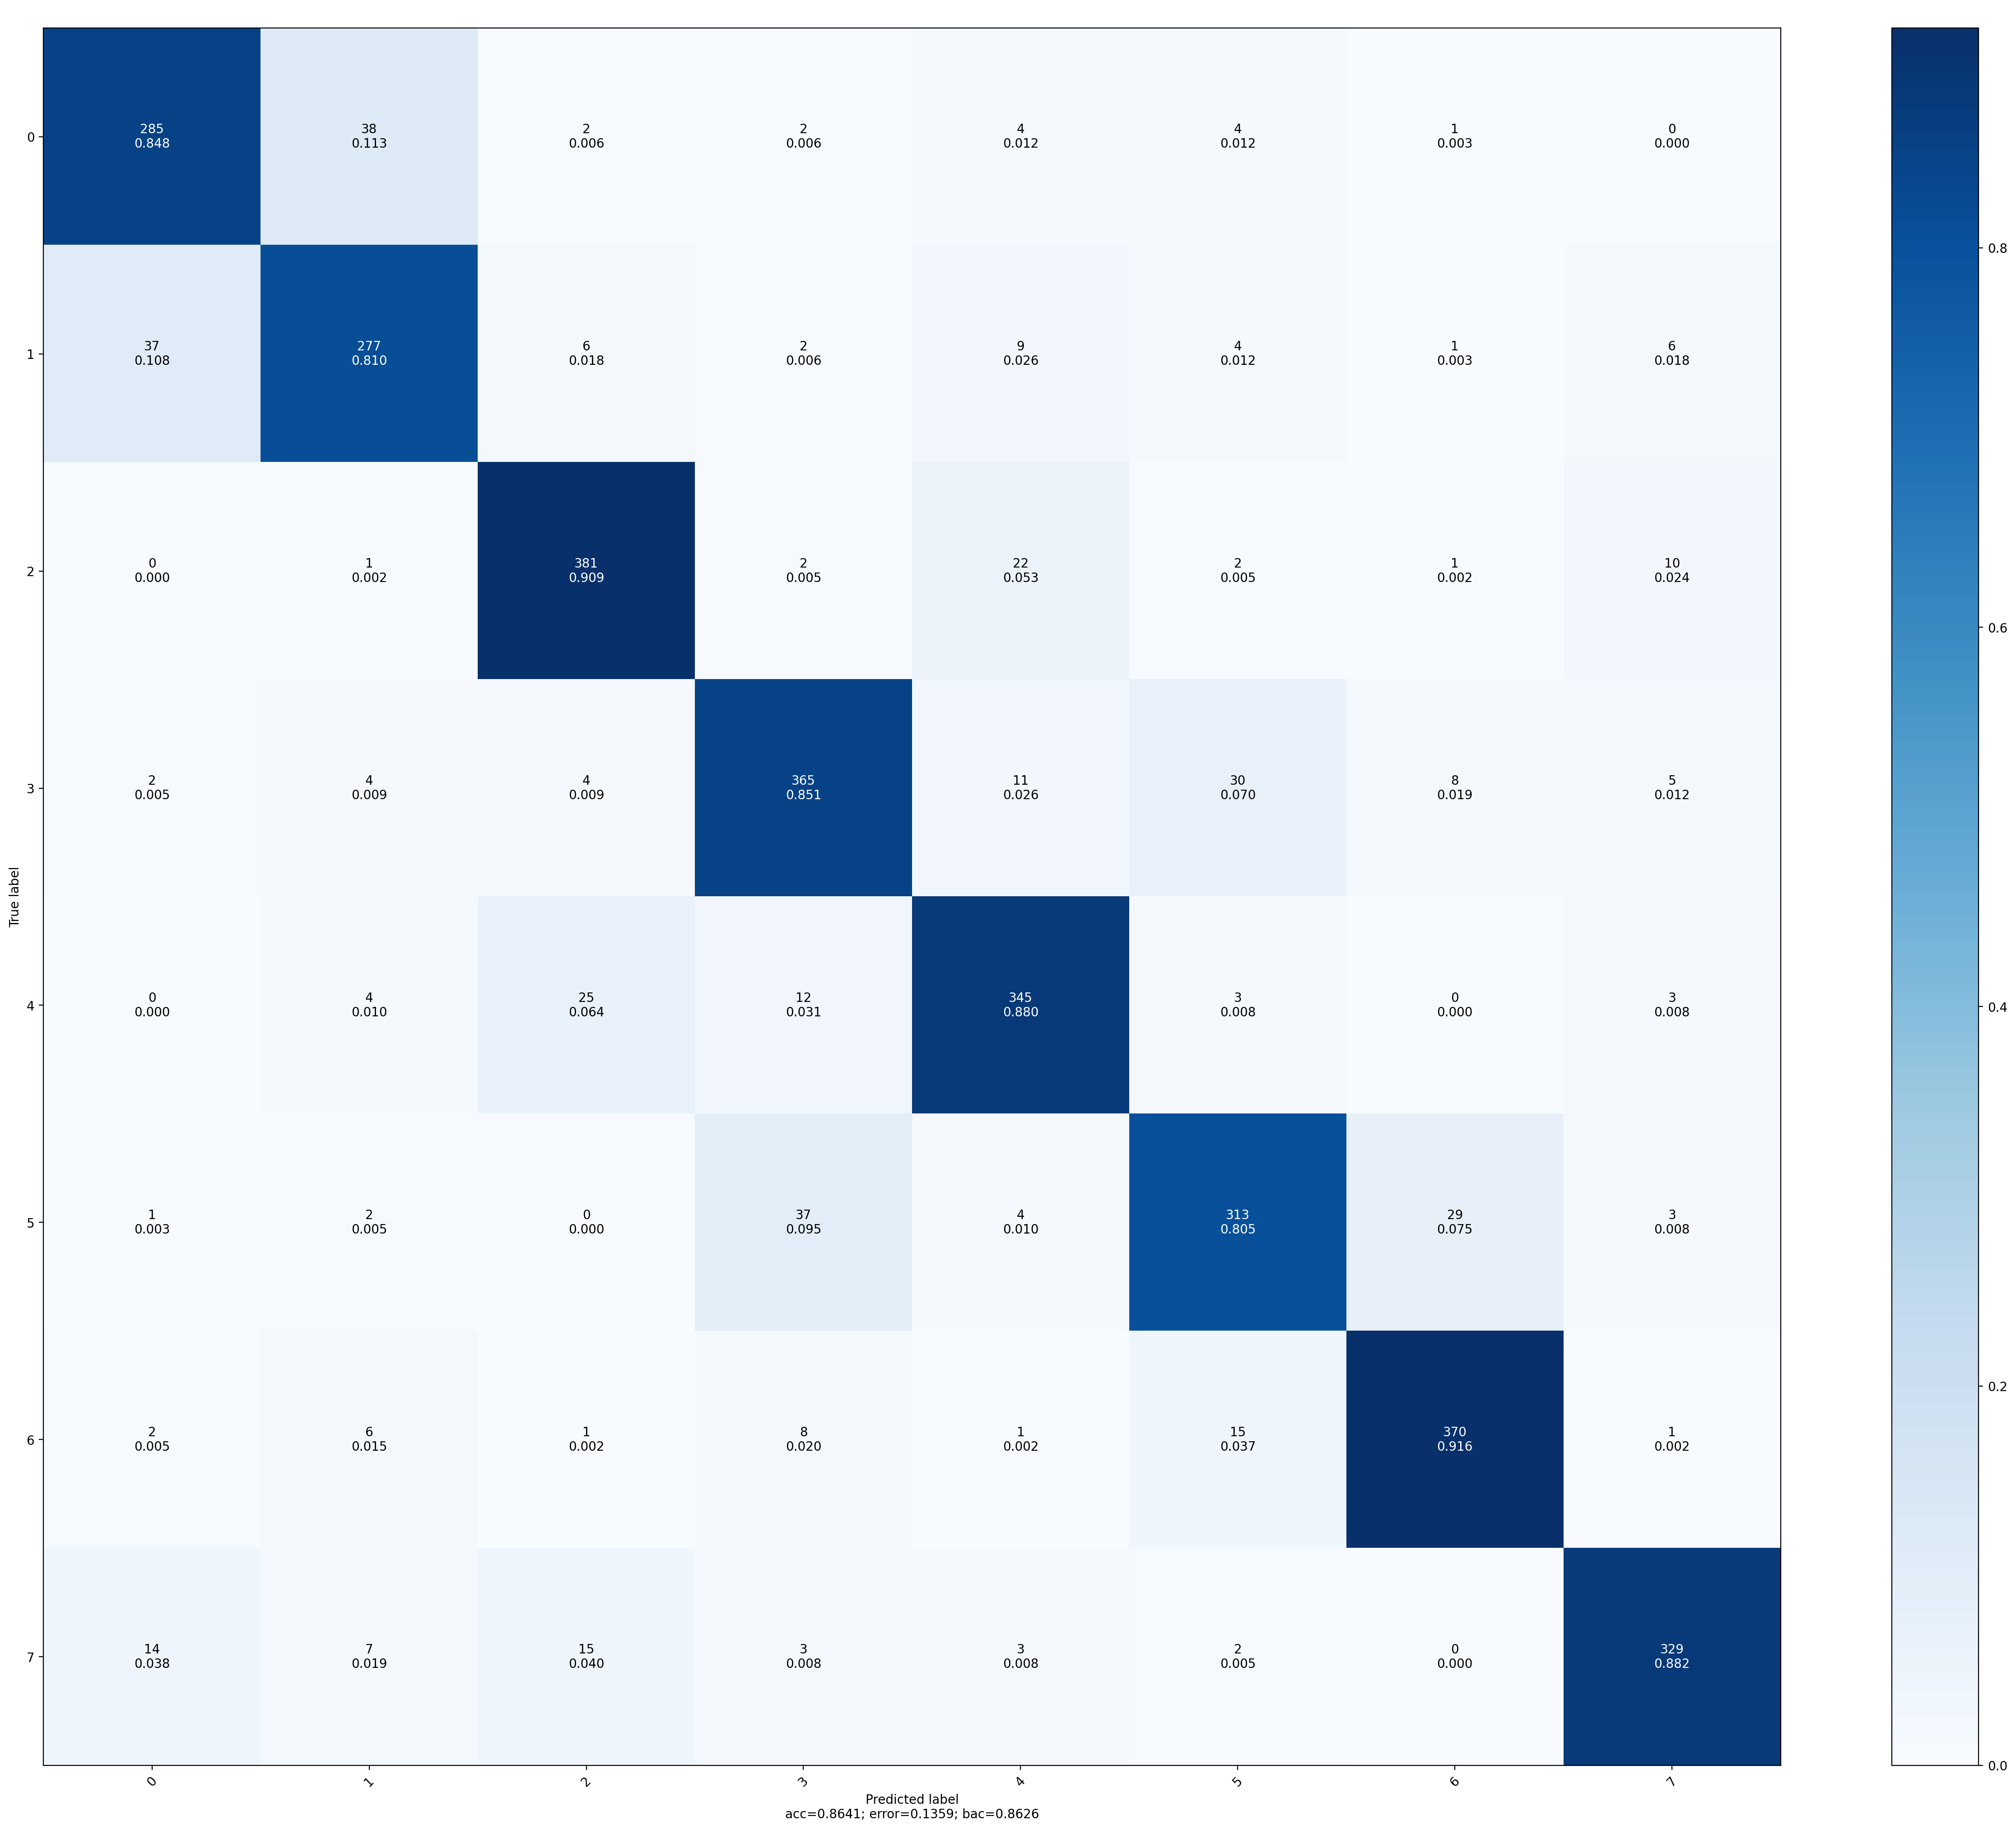 285 38 2 2 4 4 1 0
0 0.848 0.113 0.006 0.006 0.012 0.012 0.003 0.000
0.8
37 277 6 2 9 4 1 6
1 0.108 0.810 0.018 0.006 0.026 0.012 0.003 0.018
0 1 381 2 22 2 1 10
2 0.000 0.002 0.909 0.005 0.053 0.005 0.002 0.024
0.6
2 4 4 365 11 30 8 5
3 0.005 0.009 0.009 0.851 0.026 0.070 0.019 0.012
True label
0 4 25 12 345 3 0 3
4 0.000 0.010 0.064 0.031 0.880 0.008 0.000 0.008
0.4
1 2 0 37 4 313 29 3
5 0.003 0.005 0.000 0.095 0.010 0.805 0.075 0.008
0.2
2 6 1 8 1 15 370 1
6 0.005 0.015 0.002 0.020 0.002 0.037 0.916 0.002
14 7 15 3 3 2 0 329
7 0.038 0.019 0.040 0.008 0.008 0.005 0.000 0.882
0.0
0 1 2 3 4 5 6 7
Predicted label
acc=0.8641; error=0.1359; bac=0.8626